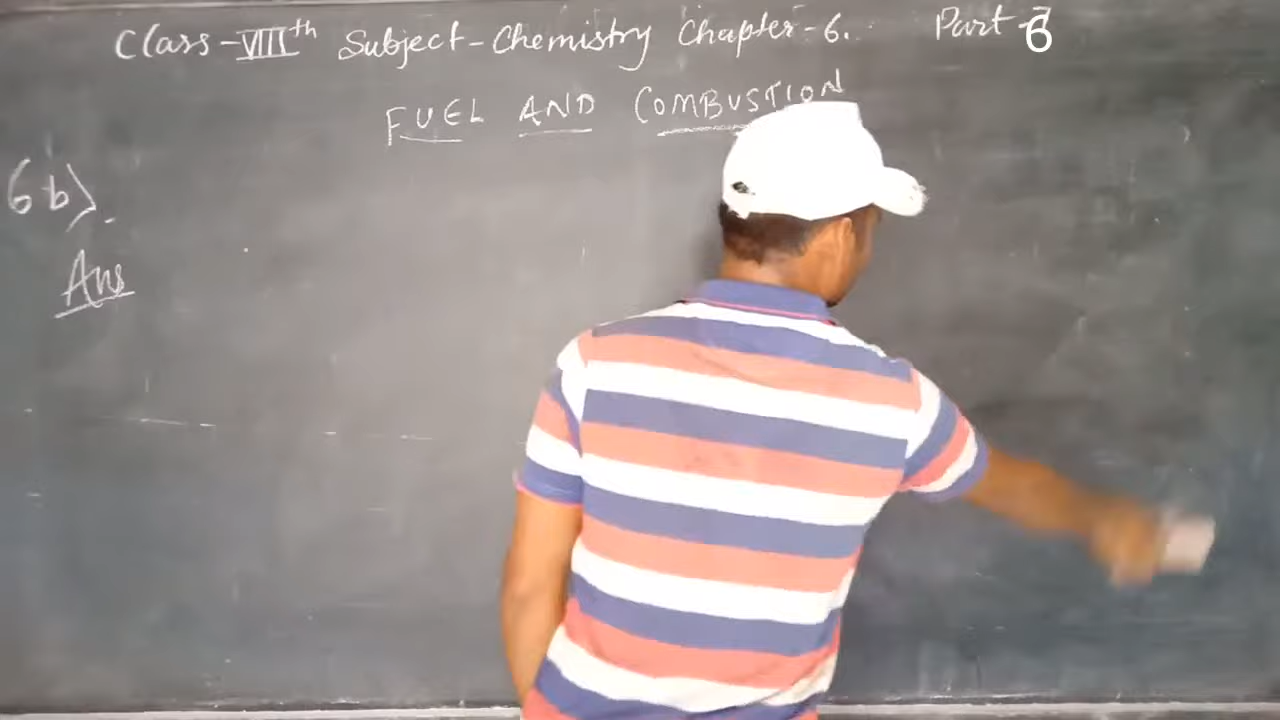 Class-VIIIth Subject-Chemistry Chapter-6. Part-6
FUEL AND COMBUSTION
6b).
Ans